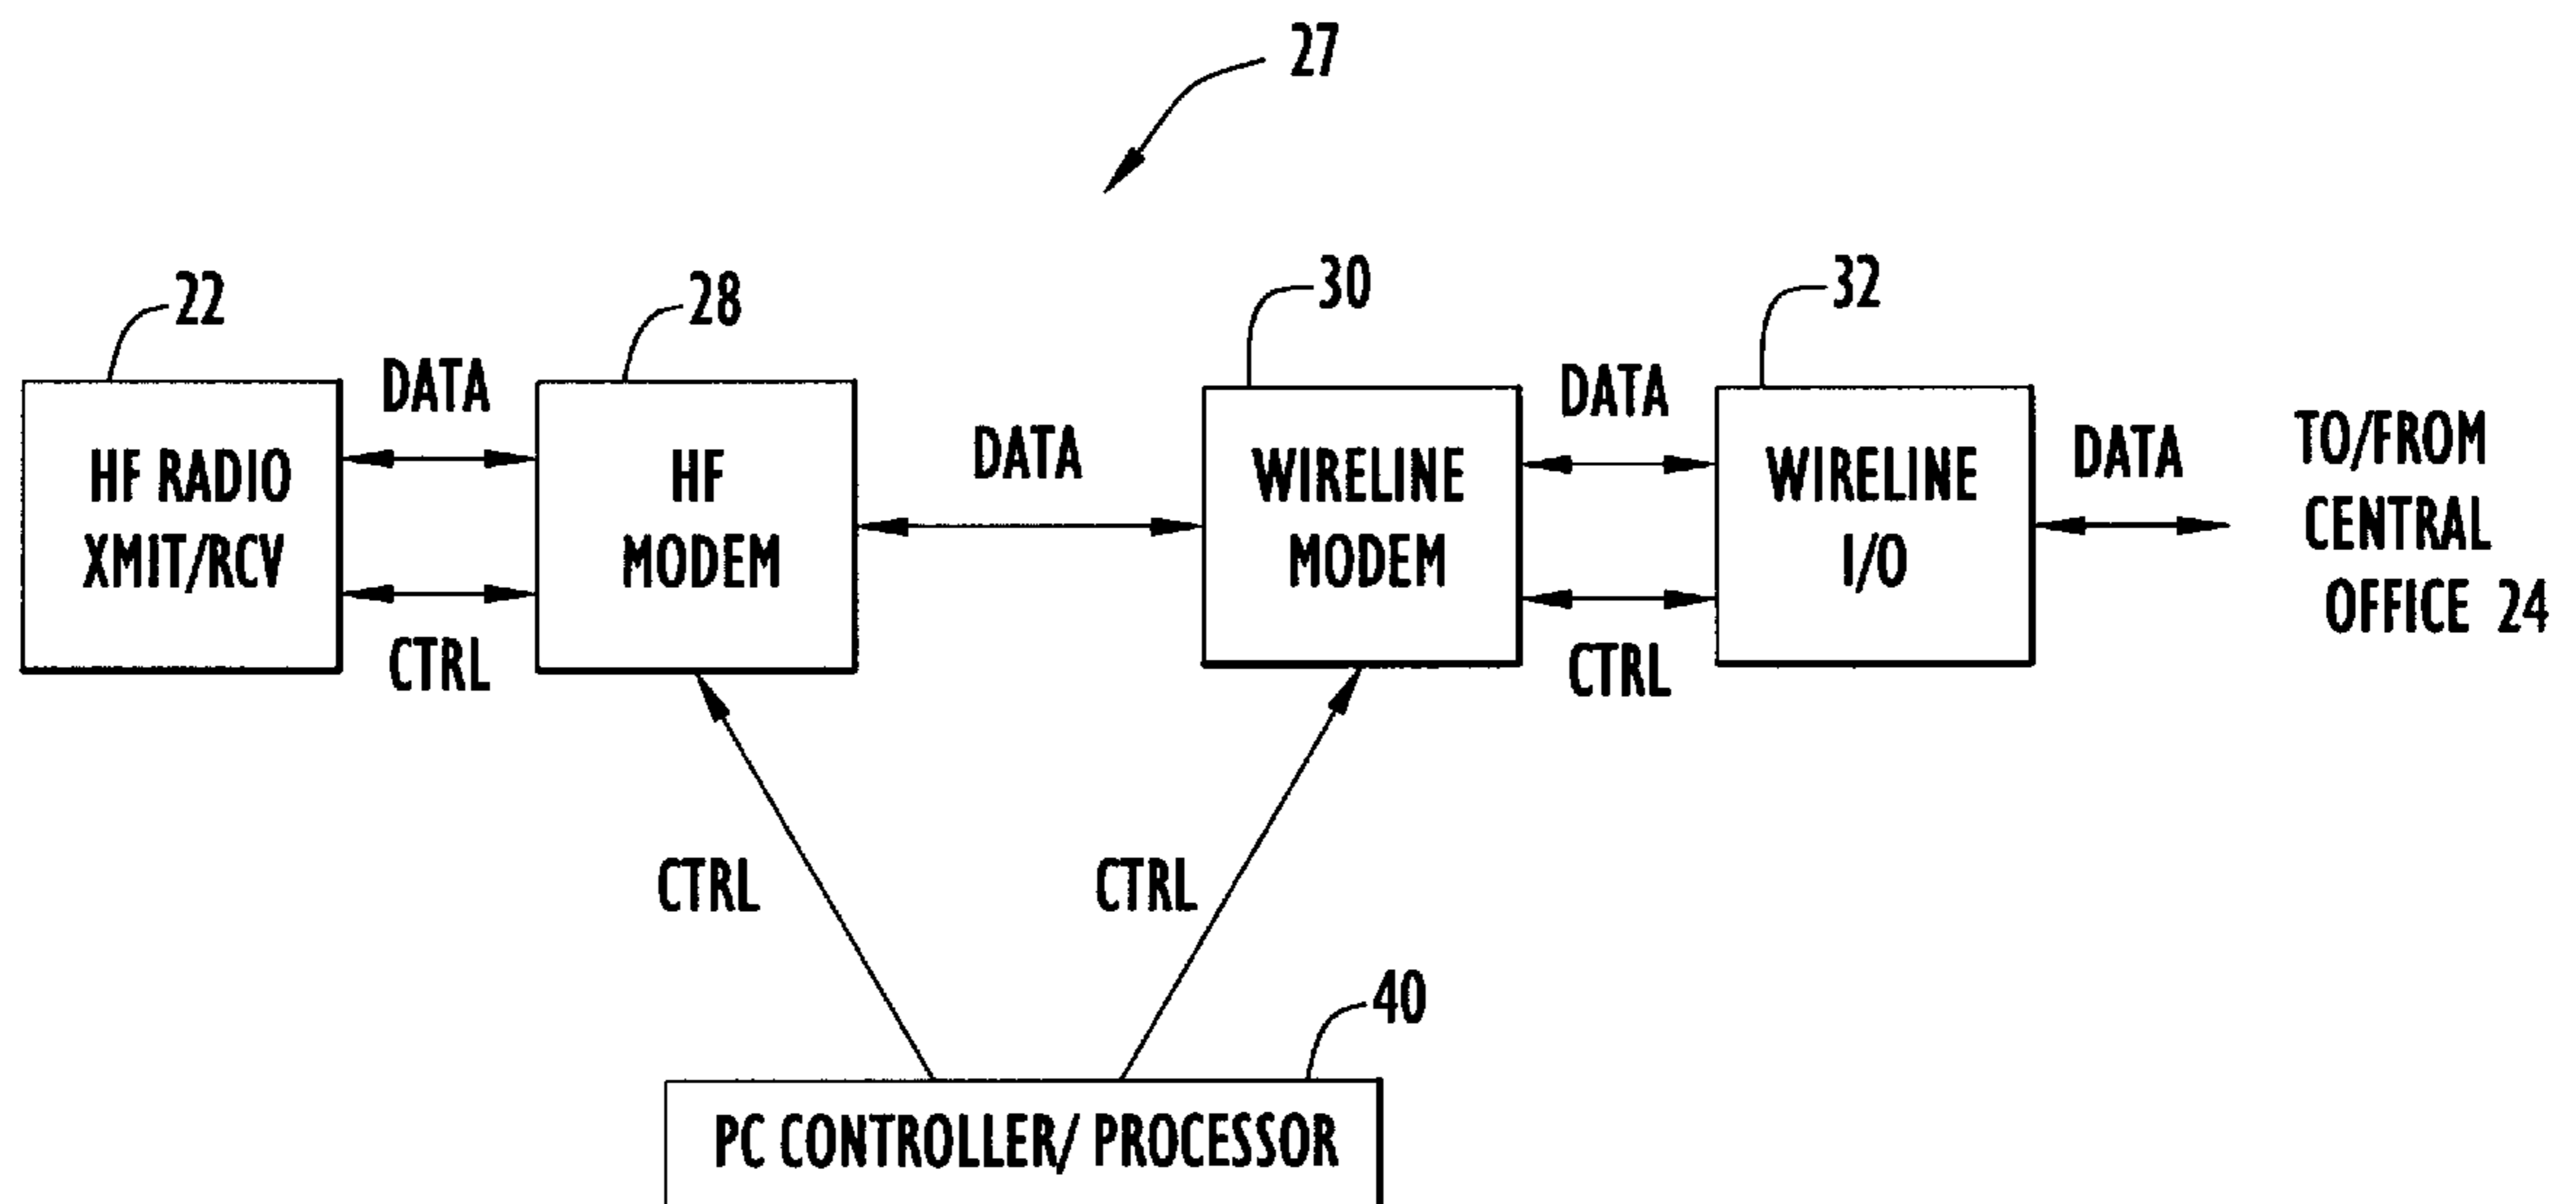 27
22
28
30
32
DATA
DATA
DATA
DATA
HF RADIO
XMIT/RCV
HF
MODEM
WIRELINE
MODEM
WIRELINE
I/O
TO/FROM
CENTRAL
OFFICE 24
CTRL
CTRL
CTRL
CTRL
40
PC CONTROLLER/ PROCESSOR